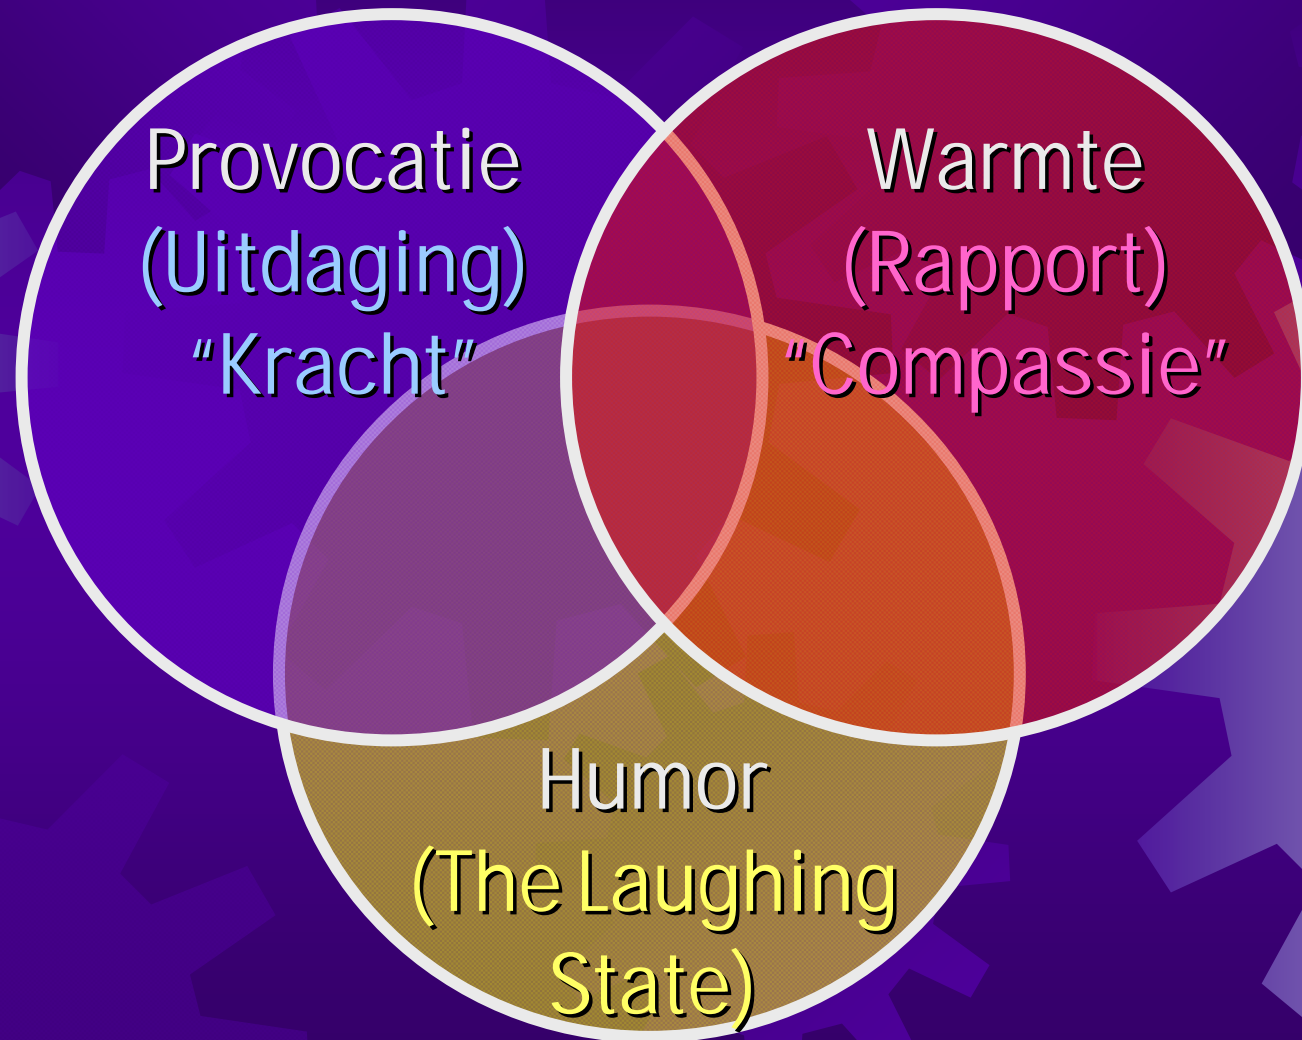 Provocatie
(Uitdaging)
“Kracht”
Warmte
(Rapport)
“Compassie”
Humor
(The Laughing
State)